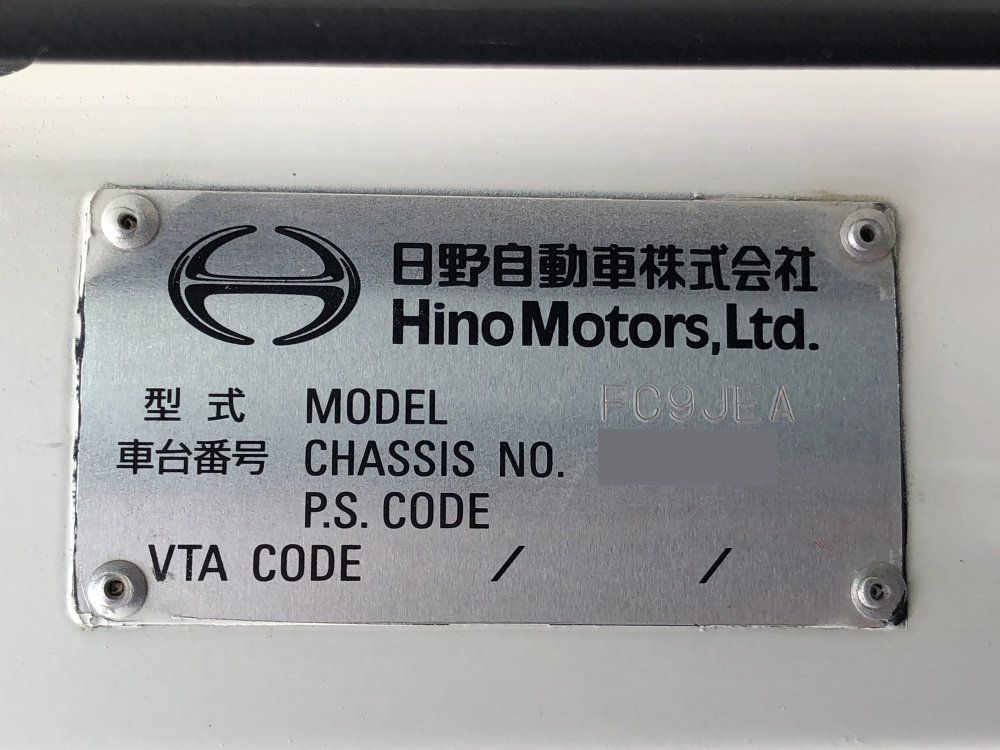 日野自動車株式会社
Hino Motors, Ltd.
型式 MODEL FC9JEA
車台番号 CHASSIS NO.
P.S. CODE
VTA CODE / /